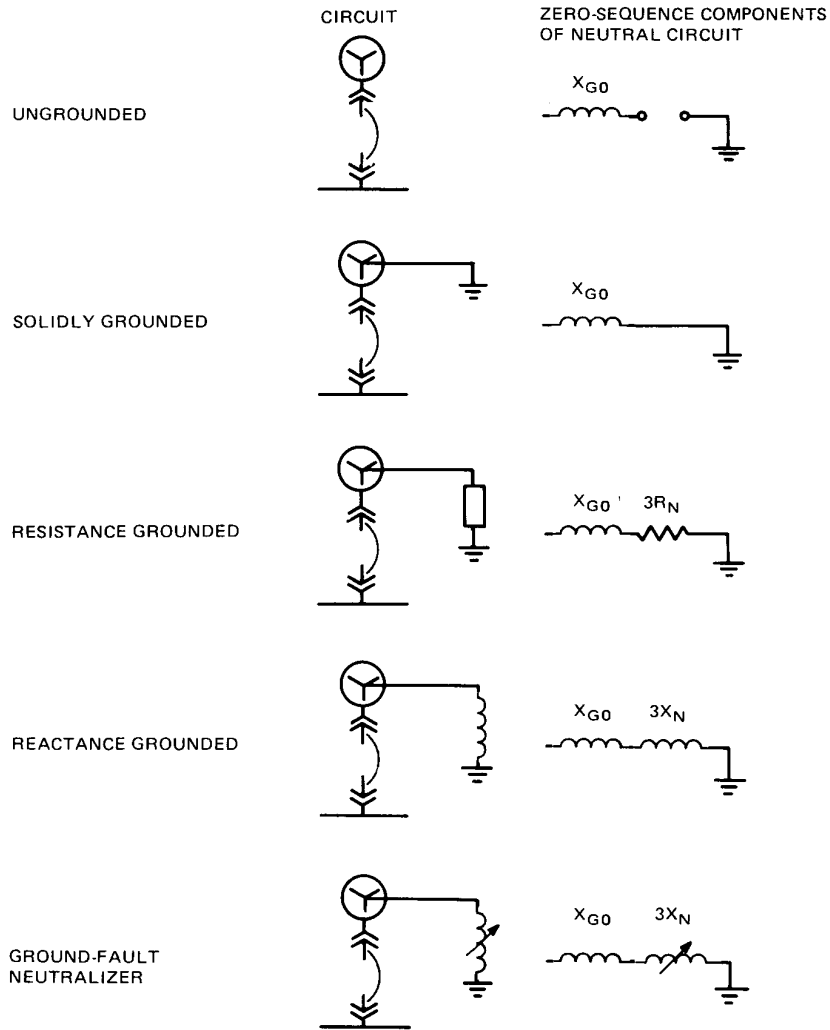 CIRCUIT
ZERO-SEQUENCE COMPONENTS
OF NEUTRAL CIRCUIT
UNGROUNDED
XG0
SOLIDLY GROUNDED
XG0
RESISTANCE GROUNDED
XG0 3RN
REACTANCE GROUNDED
XG0 3XN
GROUND-FAULT
NEUTRALIZER
XG0 3XN